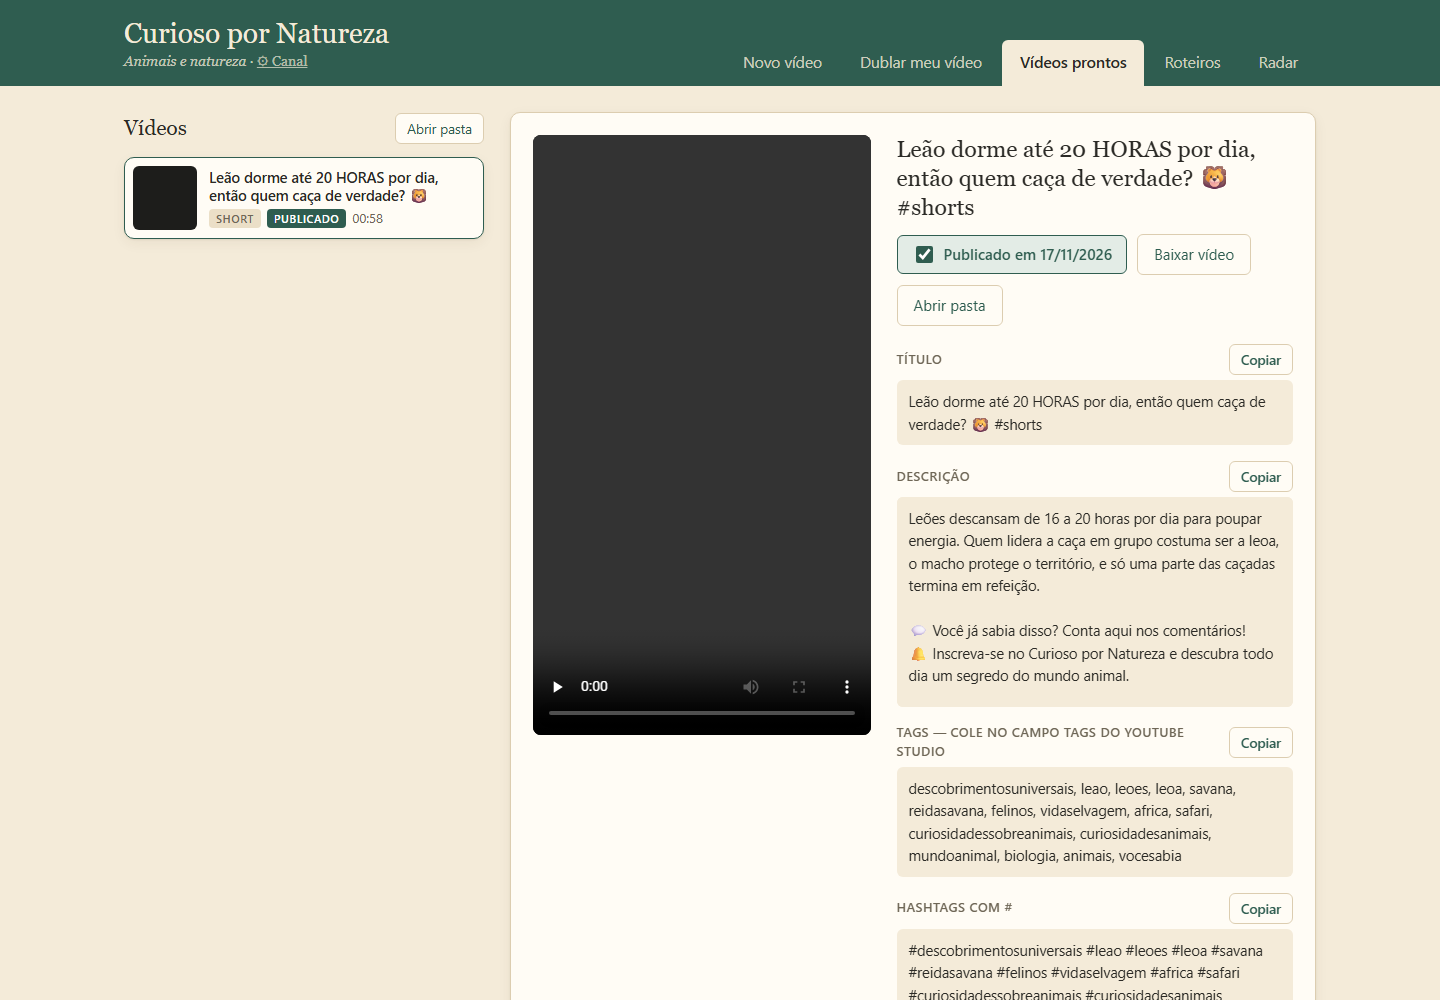 Curioso por Natureza
Animais e natureza · ⚙ Canal
Novo vídeo
Dublar meu vídeo
Vídeos prontos
Roteiros
Radar
Vídeos
Abrir pasta
Leão dorme até 20 HORAS por dia,
então quem caça de verdade? 🦁
SHORT
PUBLICADO
00:58
0:00
Leão dorme até 20 HORAS por dia,
então quem caça de verdade? 🦁
#shorts
Publicado em 17/11/2026
Baixar vídeo
Abrir pasta
TÍTULO
Copiar
Leão dorme até 20 HORAS por dia, então quem caça de
verdade? 🦁 #shorts
DESCRIÇÃO
Copiar
Leões descansam de 16 a 20 horas por dia para poupar
energia. Quem lidera a caça em grupo costuma ser a leoa,
o macho protege o território, e só uma parte das caçadas
termina em refeição.
💬 Você já sabia disso? Conta aqui nos comentários!
🔔 Inscreva-se no Curioso por Natureza e descubra todo
dia um segredo do mundo animal.
TAGS — COLE NO CAMPO TAGS DO YOUTUBE
STUDIO
Copiar
descobrimentosuniversais, leao, leoes, leoa, savana,
reidasavana, felinos, vidaselvagem, africa, safari,
curiosidadessobreanimais, curiosidadesanimais,
mundoanimal, biologia, animais, vocesabia
HASHTAGS COM #
Copiar
#descobrimentosuniversais #leao #leoes #leoa #savana
#reidasavana #felinos #vidaselvagem #africa #safari
#curiosidadessobreanimais #curiosidadesanimais